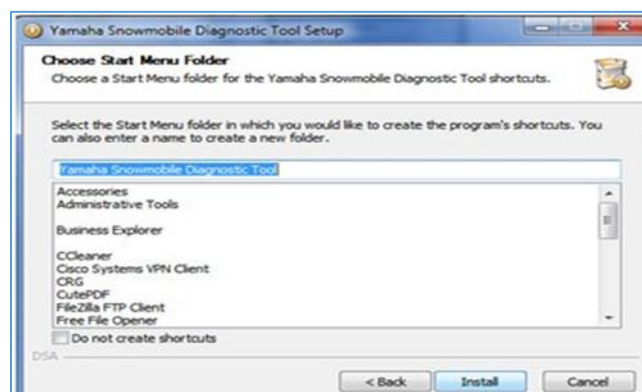 Yamaha Snowmobile Diagnostic Tool Setup
Choose Start Menu Folder
Choose a Start Menu folder for the Yamaha Snowmobile Diagnostic Tool shortcuts.
Select the Start Menu folder in which you would like to create the program's shortcuts. You
can also enter a name to create a new folder.
Yamaha Snowmobile Diagnostic Tool
Accessories
Administrative Tools
Business Explorer
CCleaner
Cisco Systems VPN Client
CRG
CutePDF
FileZilla FTP Client
Free File Opener
Do not create shortcuts
DSA
< Back
Install
Cancel